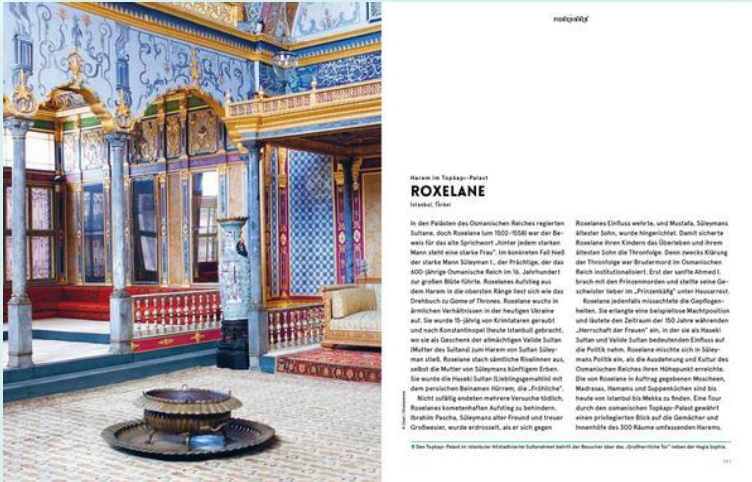 Harem im Topkapı-Palast
ROXELANE
Istanbul, Türkei
In den Palästen des Osmanischen Reiches regierten
Sultane, doch Roxelane (um 1502–1558) war der Be-
weis für das alte Sprichwort „hinter jedem starken
Mann steht eine starke Frau“. Im konkreten Fall hieß
der starke Mann Süleyman I., der Prächtige, der das
600-jährige Osmanische Reich im 16. Jahrhundert
zur großen Blüte führte. Roxelanes Aufstieg aus
dem Harem in die obersten Ränge liest sich wie das
Drehbuch zu Game of Thrones. Roxelane wuchs in
ärmlichen Verhältnissen in der heutigen Ukraine
auf. Sie wurde 15-jährig von Krimtataren geraubt
und nach Konstantinopel (heute Istanbul) gebracht,
wo sie als Geschenk der allmächtigen Valide Sultan
(Mutter des Sultans) zum Harem von Sultan Süley-
man stieß. Roxelane stach sämtliche Rivalinnen aus,
selbst die Mutter von Süleymans künftigem Erben.
Sie wurde die Haseki Sultan (Lieblingsgemahlin) mit
dem persischen Beinamen Hürrem, die „Fröhliche“.
Nicht zufällig endeten mehrere Versuche tödlich,
Roxelanes kometenhaften Aufstieg zu behindern.
Ibrahim Pascha, Süleymans alter Freund und treuer
Großwesier, wurde erdrosselt, als er sich gegen
Roxelanes Einfluss wehrte, und Mustafa, Süleymans
ältester Sohn, wurde hingerichtet. Damit sicherte
Roxelane ihren Kindern das Überleben und ihrem
ältesten Sohn die Thronfolge. Denn zwecks Klärung
der Thronfolge war Brudermord im Osmanischen
Reich institutionalisiert. Erst der sanfte Ahmed I.
brach mit den Prinzenmorden und stellte seine Ge-
schwister lieber im „Prinzenkäfig“ unter Hausarrest.
Roxelane jedenfalls missachtete die Gepflogen-
heiten. Sie erlangte eine beispiellose Machtposition
und läutete den Zeitraum der 150 Jahre währenden
„Herrschaft der Frauen“ ein, in der sie als Haseki
Sultan und Valide Sultan bedeutenden Einfluss auf
die Politik nahm. Roxelane mischte sich in Süley-
mans Politik ein, als die Ausdehnung und Kultur des
Osmanischen Reiches ihren Höhepunkt erreichte.
Die von Roxelane in Auftrag gegebenen Moscheen,
Madrasas, Hamams und Suppenküchen sind bis
heute von Istanbul bis Mekka zu finden. Eine Tour
durch den osmanischen Topkapı-Palast gewährt
einen privilegierten Blick auf die Gemächer und
Innenhöfe des 300 Räume umfassenden Harems.
Den Topkapı-Palast im Istanbuler Altstadtviertel Sultanahmet betritt der Besucher über das „Großherrliche Tor“ neben der Hagia Sophia.